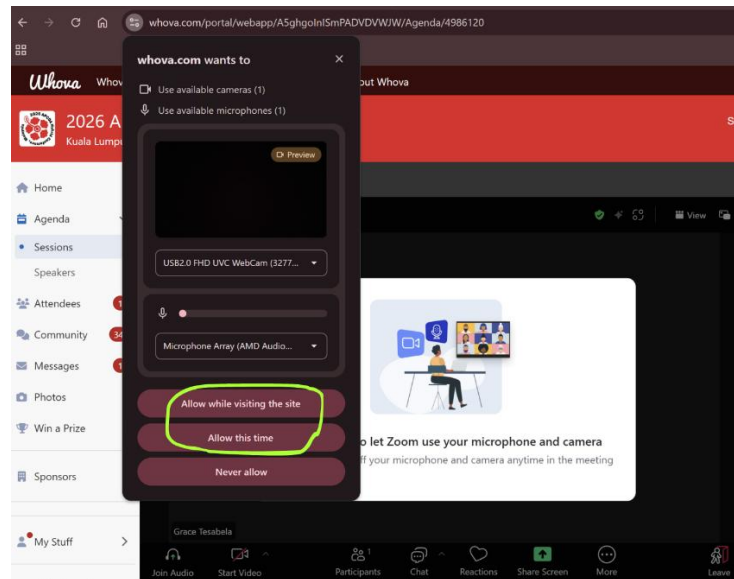 whova.com/portal/webapp/A5ghgoInISmPADVDVWJW/Agenda/4986120
whova.com wants to
Use available cameras (1)
Use available microphones (1)
Preview
USB2.0 FHD UVC WebCam (3277...
Microphone Array (AMD Audio...
Allow while visiting the site
Allow this time
Never allow
Whova Whov
out Whova
2026 A
Kuala Lump
S
Home
Agenda
Sessions
Speakers
Attendees
Community 34
Messages
Photos
Win a Prize
Sponsors
My Stuff
View
o let Zoom use your microphone and camera
ff your microphone and camera anytime in the meeting
Grace Tesabela
Join Audio Start Video Participants 1 Chat Reactions Share Screen More Leave